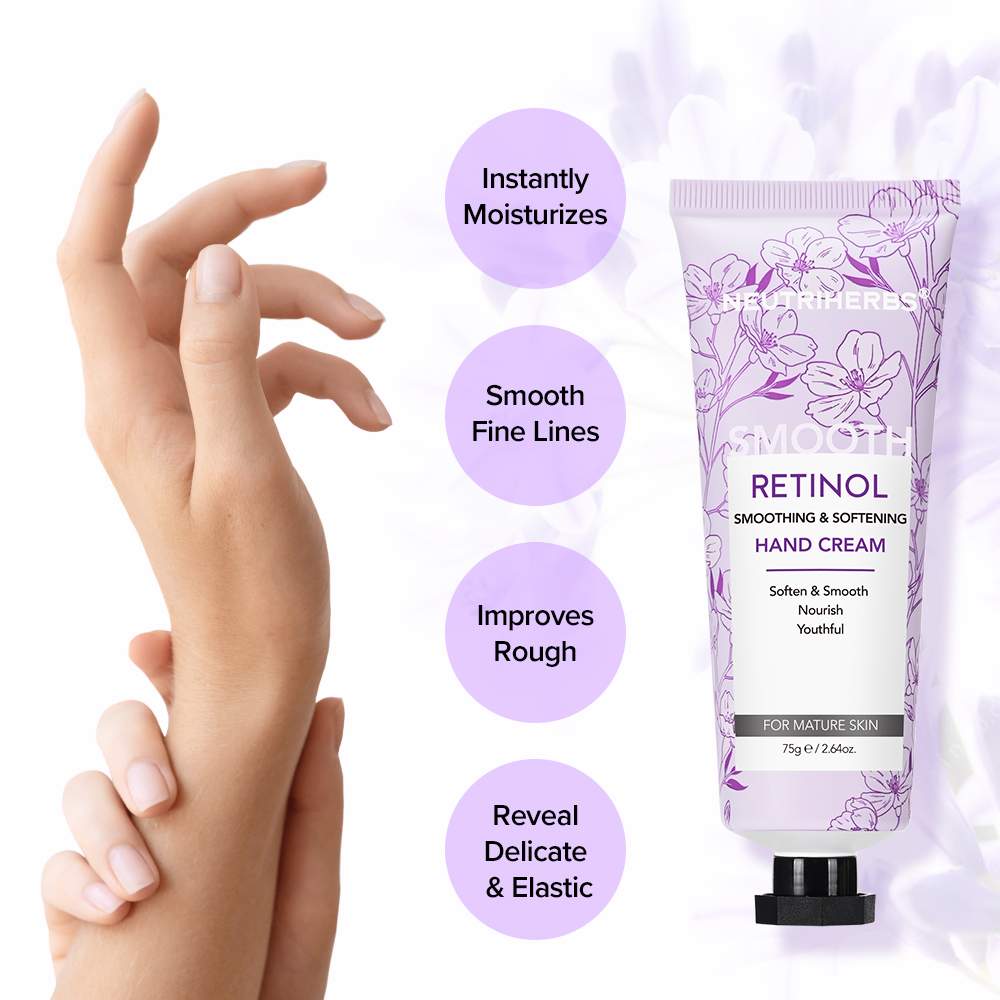 Instantly
Moisturizes
Smooth
Fine Lines
Improves
Rough
Reveal
Delicate
& Elastic
NEUTRIHERBS®
SMOOTH
RETINOL
SMOOTHING & SOFTENING
HAND CREAM
Soften & Smooth
Nourish
Youthful
FOR MATURE SKIN
75g ℮ / 2.64oz.